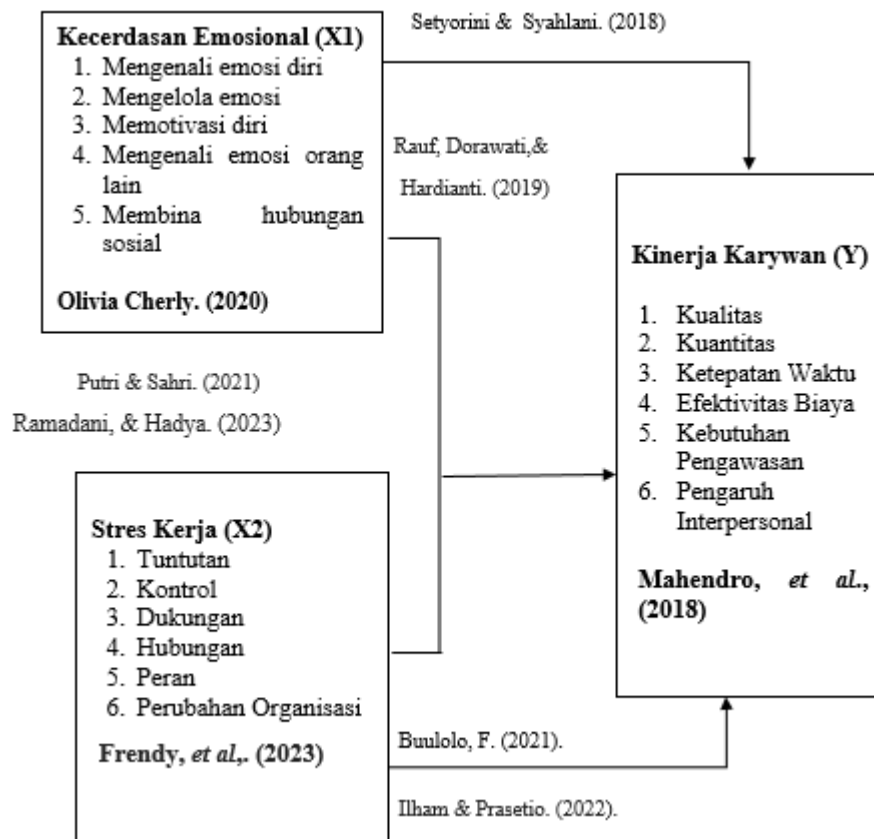 Setyorini & Syahlani. (2018)
Kecerdasan Emosional (X1)
1. Mengenali emosi diri
2. Mengelola emosi
3. Memotivasi diri
4. Mengenali emosi orang
lain
5. Membina hubungan
sosial
Olivia Cherly. (2020)
Rauf, Dorawati,&
Hardianti. (2019)
Kinerja Karywan (Y)
1. Kualitas
2. Kuantitas
3. Ketepatan Waktu
4. Efektivitas Biaya
5. Kebutuhan
Pengawasan
6. Pengaruh
Interpersonal
Mahendro, et al.,
(2018)
Putri & Sahri. (2021)
Ramadani, & Hadya. (2023)
Stres Kerja (X2)
1. Tuntutan
2. Kontrol
3. Dukungan
4. Hubungan
5. Peran
6. Perubahan Organisasi
Frendy, et al,. (2023)
Buulolo, F. (2021).
Ilham & Prasetio. (2022).